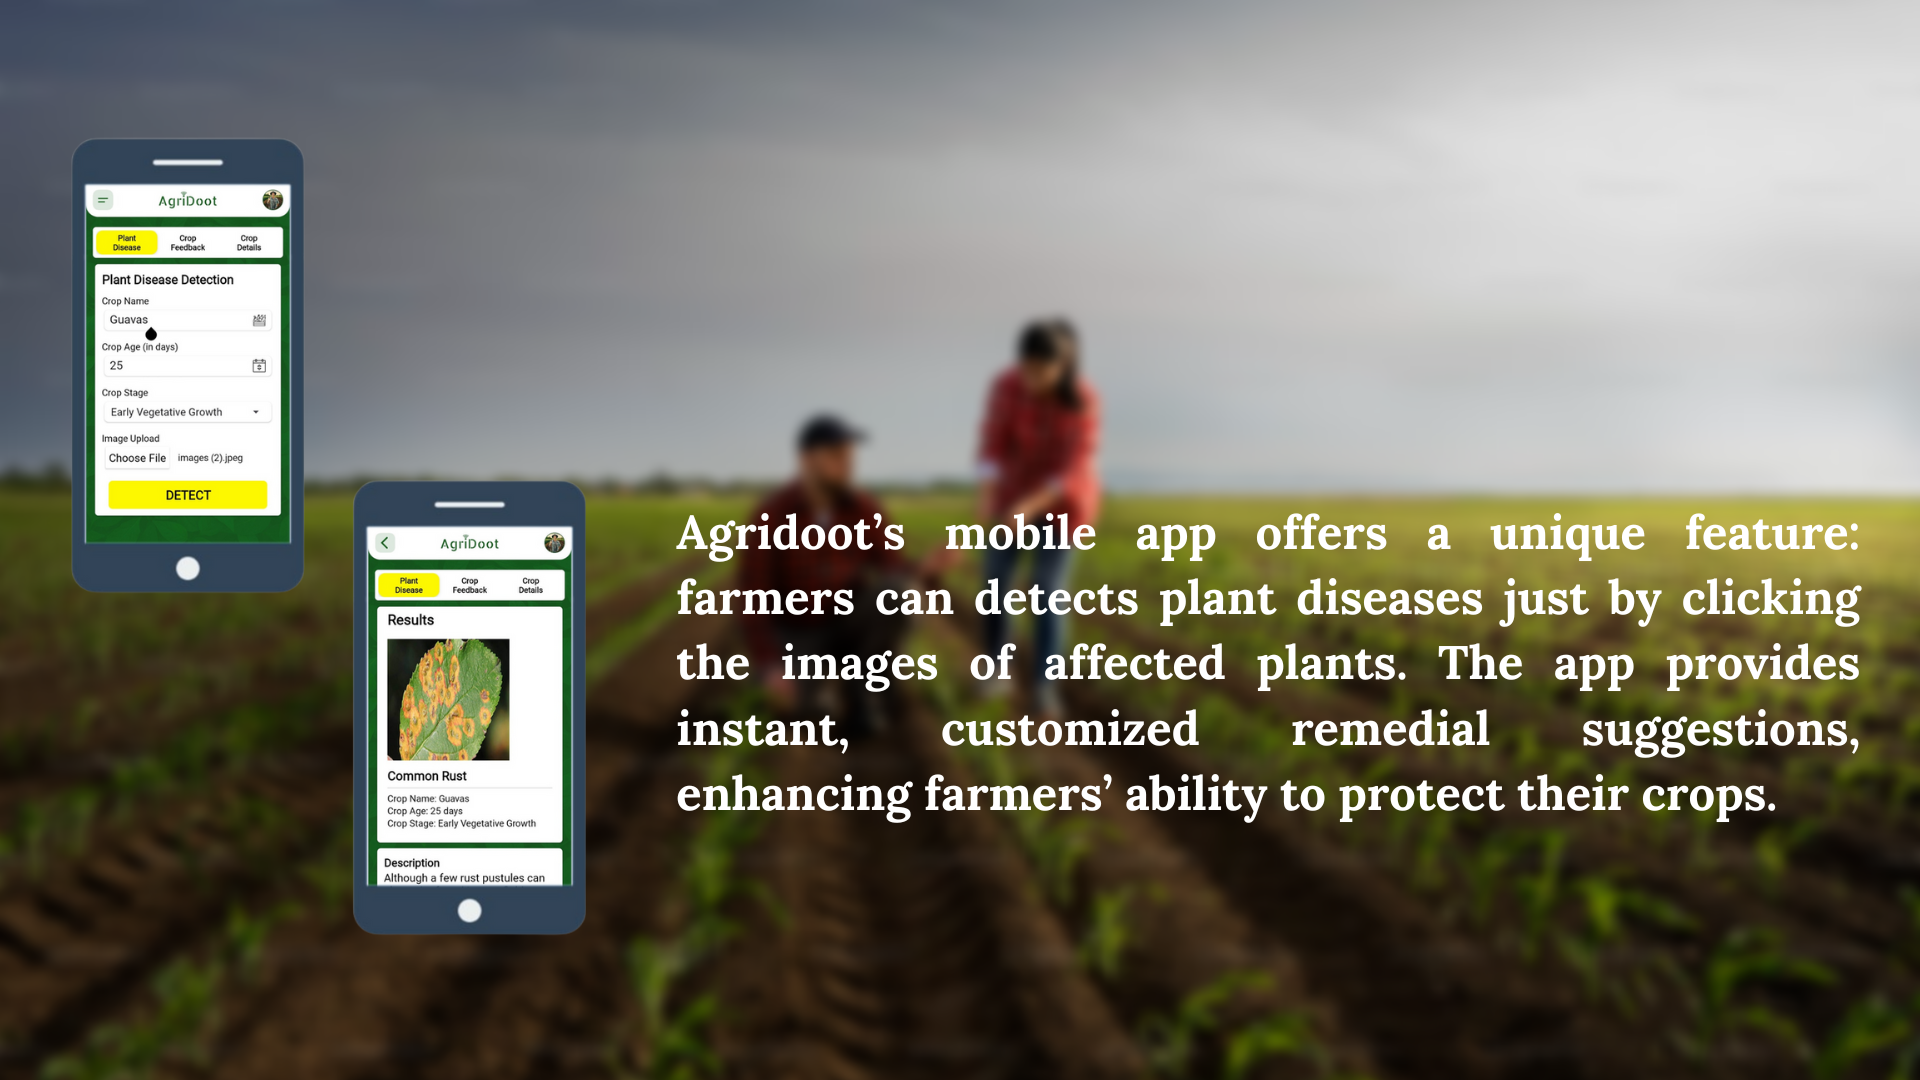 AgriDoot
Plant Disease
Crop Feedback
Crop Details
Plant Disease Detection
Crop Name
Guavas
Crop Age (in days)
25
Crop Stage
Early Vegetative Growth
Image Upload
Choose File images (2).jpeg
DETECT
AgriDoot
Plant Disease
Crop Feedback
Crop Details
Results
Common Rust
Crop Name: Guavas
Crop Age: 25 days
Crop Stage: Early Vegetative Growth
Description
Although a few rust pustules can
Agridoot’s mobile app offers a unique feature:
farmers can detects plant diseases just by clicking
the images of affected plants. The app provides
instant, customized remedial suggestions,
enhancing farmers’ ability to protect their crops.